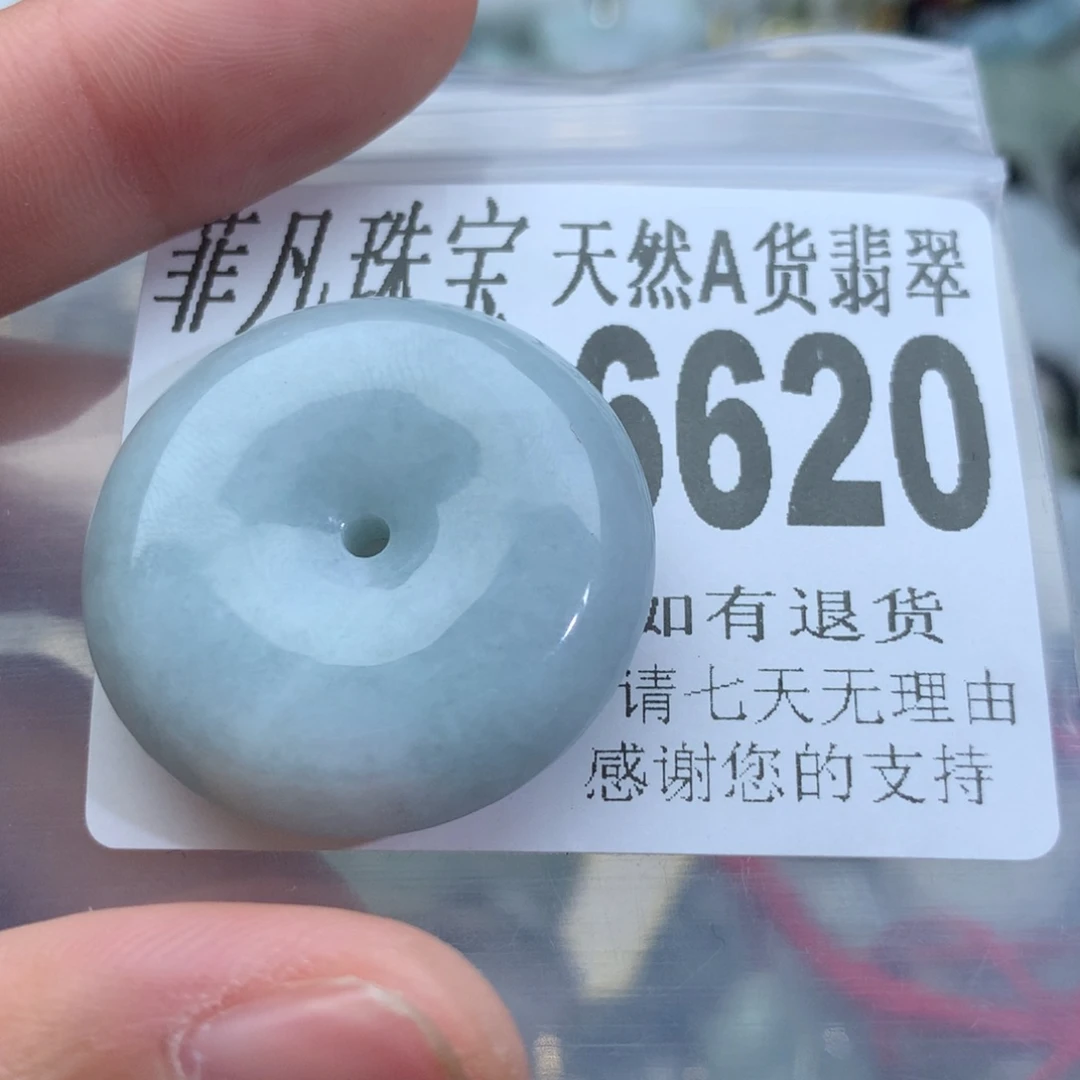 菲凡珠宝 天然A货翡翠
6620
如有退货
请七天无理由
感谢您的支持